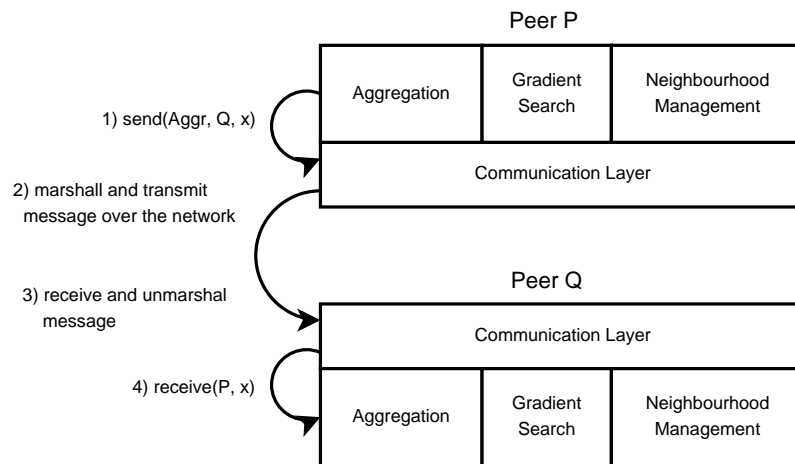 Peer P
Aggregation
Gradient
Search
Neighbourhood
Management
1) send(Aggr, Q, x)
Communication Layer
2) marshall and transmit
message over the network
Peer Q
3) receive and unmarshal
message
Communication Layer
4) receive(P, x)
Aggregation
Gradient
Search
Neighbourhood
Management